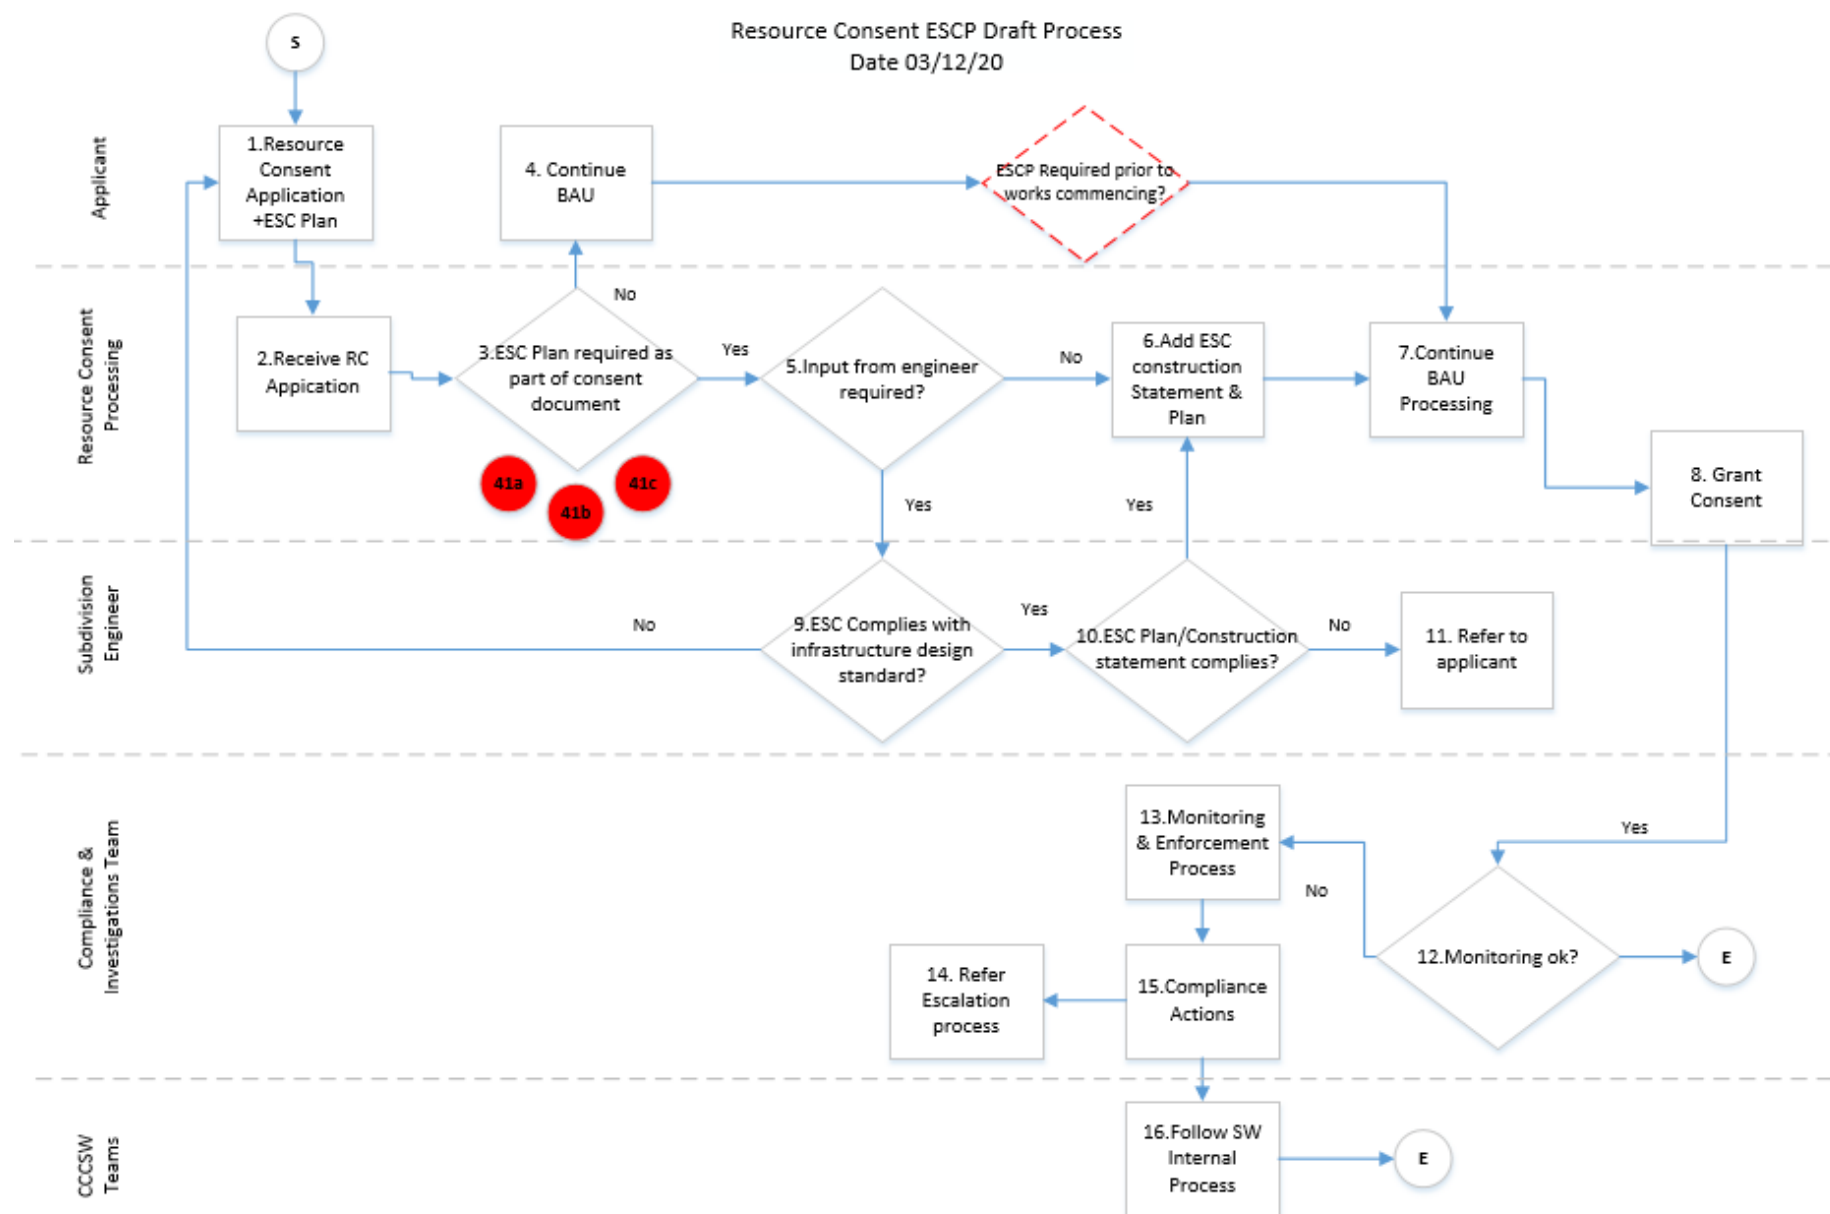 Resource Consent ESCP Draft Process
Date 03/12/20
S
Applicant
1.Resource
Consent
Application
+ESC Plan
4. Continue
BAU
ESCP Required prior to
works commencing?
Resource Consent
Processing
2.Receive RC
Appication
3.ESC Plan required as
part of consent
document
No
Yes
5.Input from engineer
required?
No
6.Add ESC
construction
Statement &
Plan
7.Continue
BAU
Processing
8. Grant
Consent
41a
41b
41c
Yes
Yes
Subdivision
Engineer
No
9.ESC Complies with
infrastructure design
standard?
Yes
10.ESC Plan/Construction
statement complies?
No
11. Refer to
applicant
Compliance &
Investigations Team
13.Monitoring
& Enforcement
Process
Yes
No
12.Monitoring ok?
E
14. Refer
Escalation
process
15.Compliance
Actions
CCCSW
Teams
16.Follow SW
Internal
Process
E